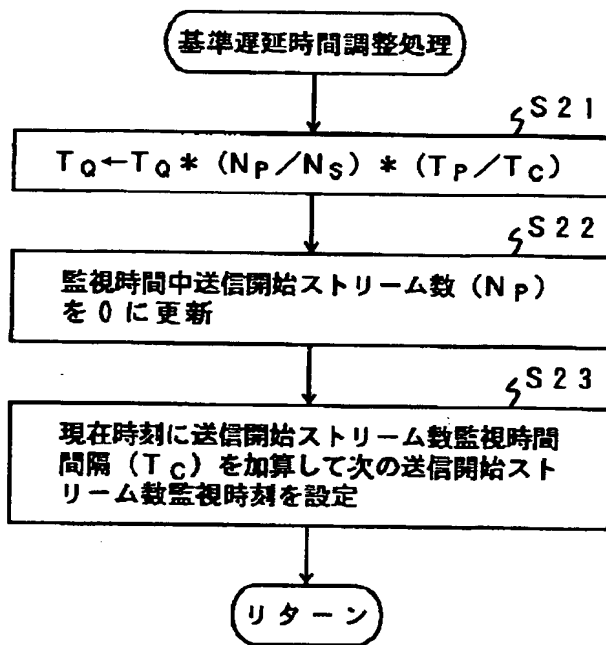 基準遅延時間調整処理
S21
TQ←TQ*(NP/NS)*(TP/TC)
S22
監視時間中送信開始ストリーム数(NP)
を0に更新
S23
現在時刻に送信開始ストリーム数監視時間
間隔(TC)を加算して次の送信開始スト
リーム数監視時刻を設定
リターン